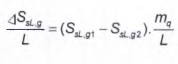 ΔS_{sL,g} / L = (S_{sL,g1} − S_{sL,g2}) . m_q / L